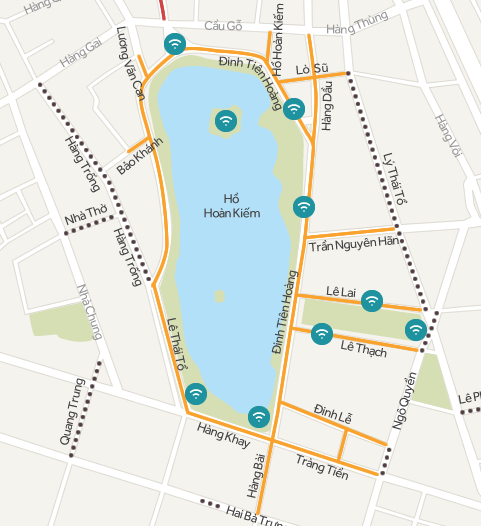 Hàng
Cầu Gỗ
Hồ Hoàn Kiếm
Hàng Thùng
Hàng Gai
Lương Văn Can
Đinh Tiên Hoàng
Lò Sũ
Hàng Dầu
Hàng Vôi
Bảo Khánh
Hàng Trống
Lý Thái Tổ
Nhà Thờ
Hồ
Hoàn Kiếm
Hàng Trống
Trần Nguyên Hãn
Nhà Chung
Lê Lai
Đinh Tiên Hoàng
Lê Thái Tổ
Lê Thạch
Quang Trung
Ngô Quyền
Lê Ph
Đinh Lễ
Hàng Khay
Tràng Tiền
Hàng Bài
Hai Bà Trưn